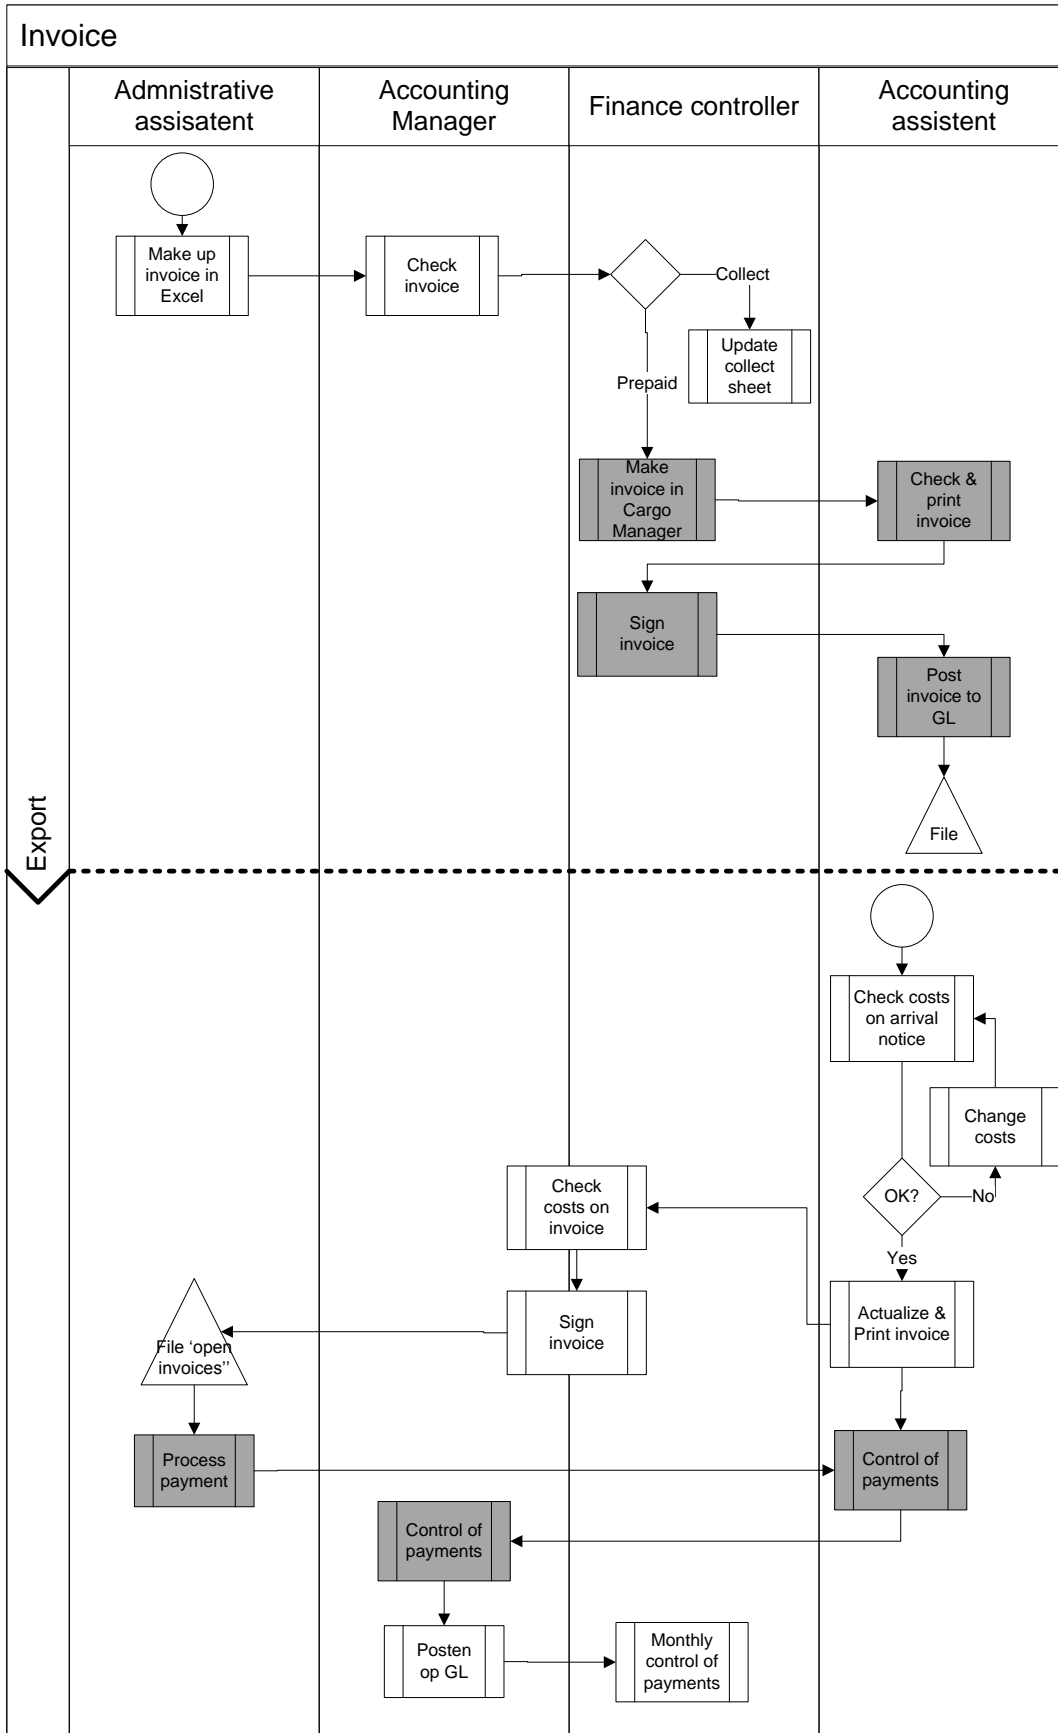 Invoice
Admnistrative
assisatent
Accounting
Manager
Finance controller
Accounting
assistent
Make up
invoice in
Excel
Check
invoice
Collect
Update
collect
sheet
Prepaid
Make
invoice in
Cargo
Manager
Check &
print
invoice
Sign
invoice
Post
invoice to
GL
File
Export
Check costs
on arrival
notice
Change
costs
OK?
No
Yes
Check
costs on
invoice
Actualize &
Print invoice
Sign
invoice
File ‘open
invoices’’
Process
payment
Control of
payments
Control of
payments
Posten
op GL
Monthly
control of
payments